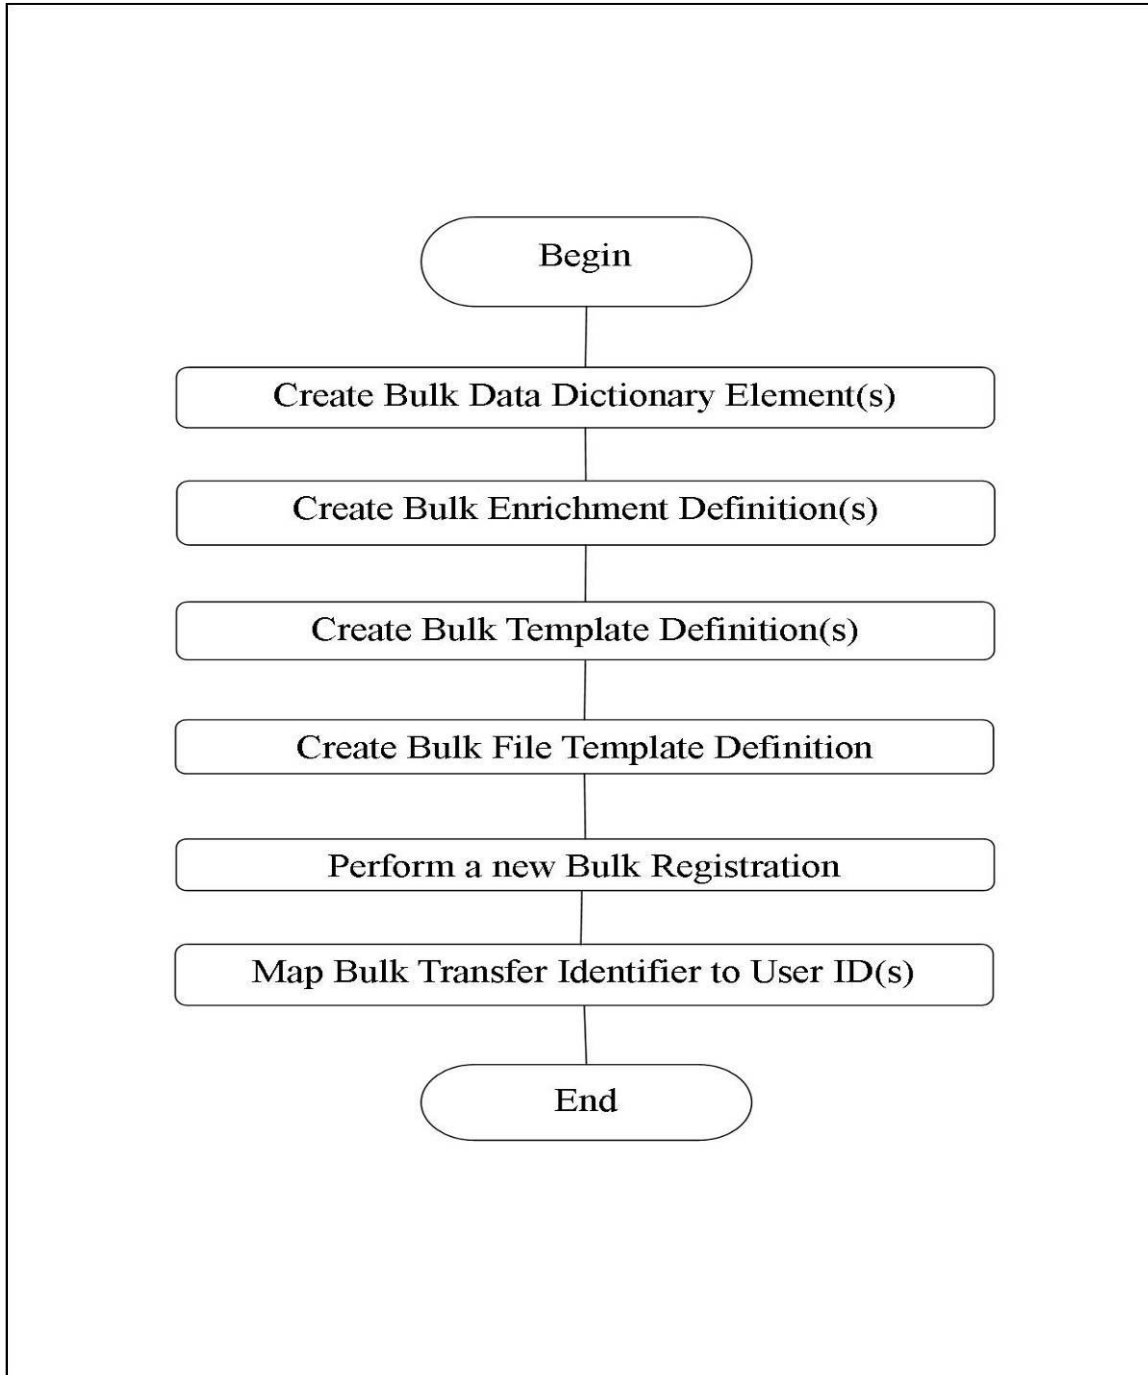 Begin
Create Bulk Data Dictionary Element(s)
Create Bulk Enrichment Definition(s)
Create Bulk Template Definition(s)
Create Bulk File Template Definition
Perform a new Bulk Registration
Map Bulk Transfer Identifier to User ID(s)
End